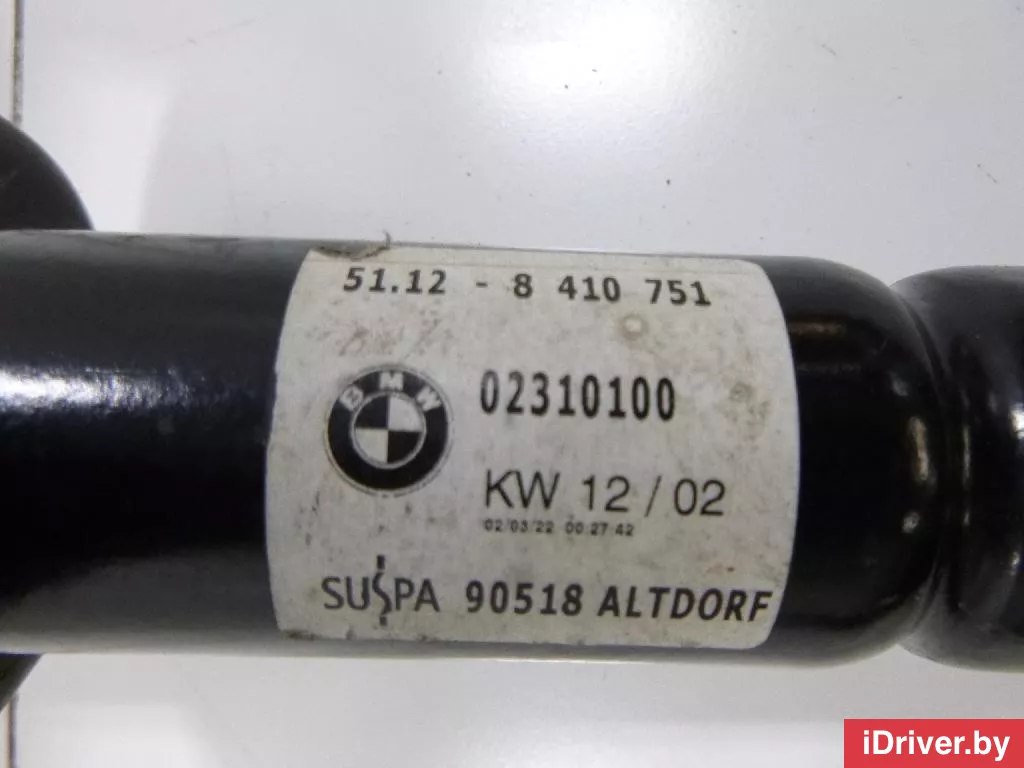 51.12 - 8 410 751
BMW
02310100
KW 12 / 02
02/03/22 00:27:42
SUSPA 90518 ALTDORF
iDriver.by